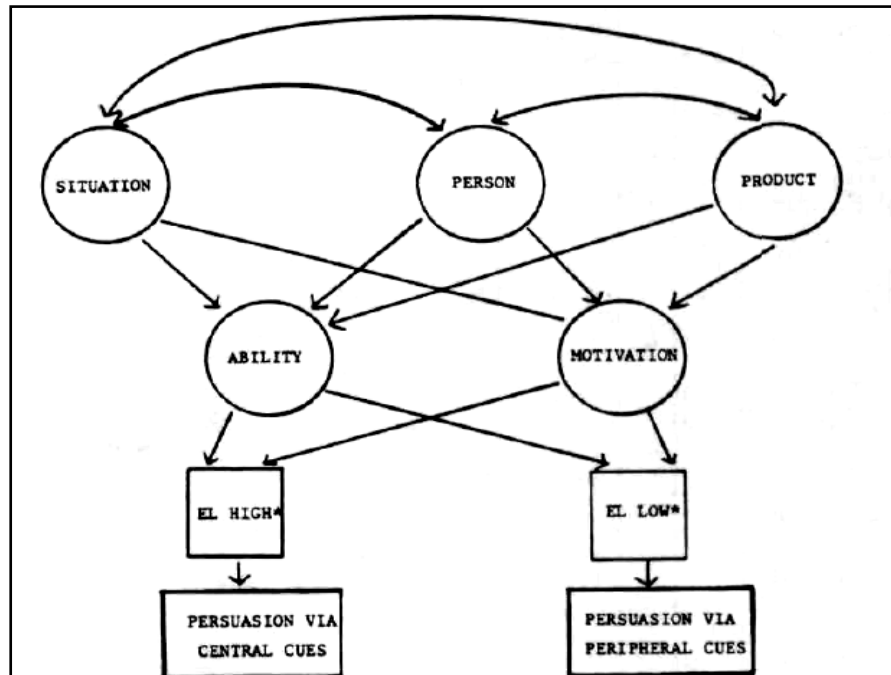 SITUATION
PERSON
PRODUCT
ABILITY
MOTIVATION
EL HIGH*
EL LOW*
PERSUASION VIA
CENTRAL CUES
PERSUASION VIA
PERIPHERAL CUES